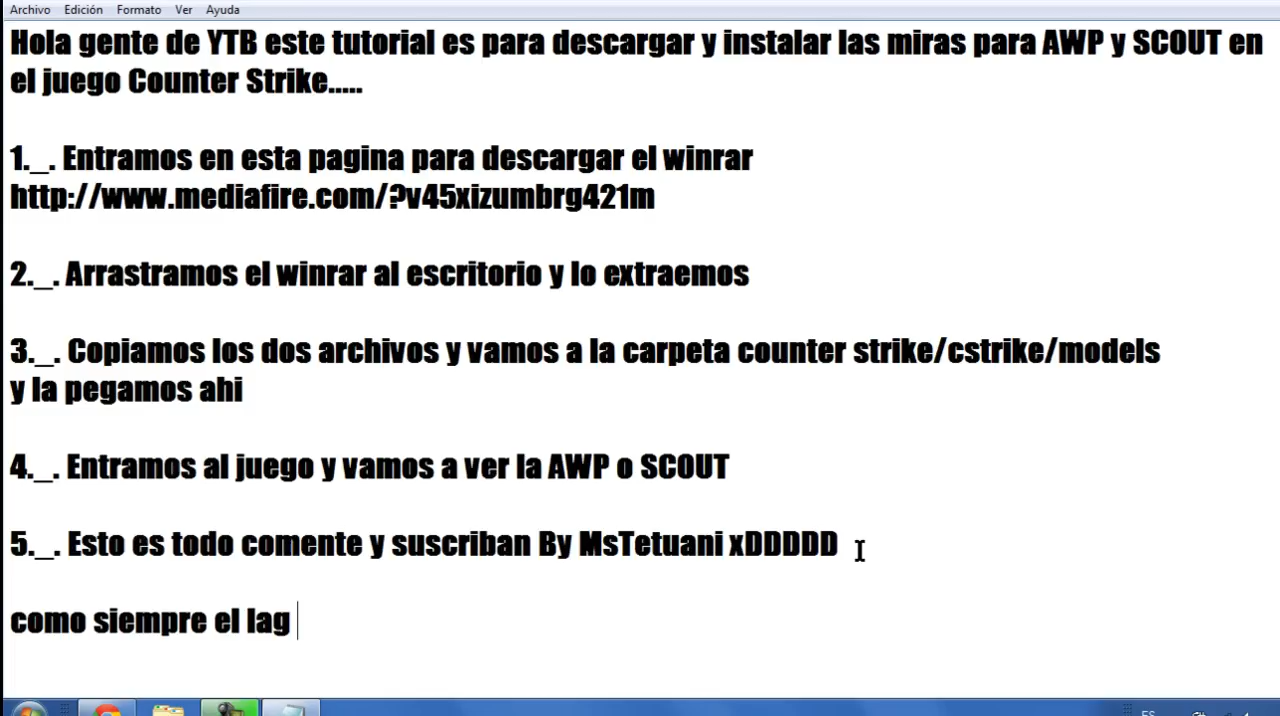 Archivo Edición Formato Ver Ayuda
Hola gente de YTB este tutorial es para descargar y instalar las miras para AWP y SCOUT en
el juego Counter Strike.....
1._. Entramos en esta pagina para descargar el winrar
http://www.mediafire.com/?v45xizumbrg421m
2._. Arrastramos el winrar al escritorio y lo extraemos
3._. Copiamos los dos archivos y vamos a la carpeta counter strike/cstrike/models
y la pegamos ahi
4._. Entramos al juego y vamos a ver la AWP o SCOUT
5._. Esto es todo comente y suscriban By MsTetuani xDDDDD
como siempre el lag
ES